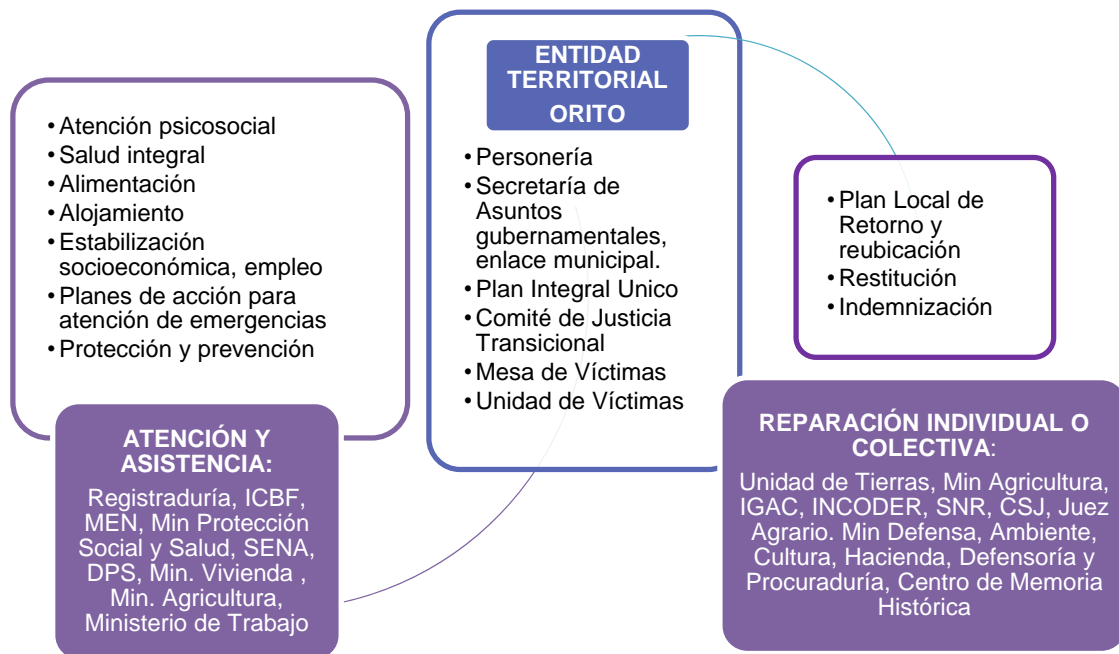 • Atención psicosocial
• Salud integral
• Alimentación
• Alojamiento
• Estabilización
socioeconómica, empleo
• Planes de acción para
atención de emergencias
• Protección y prevención
ATENCIÓN Y
ASISTENCIA:
Registraduría, ICBF,
MEN, Min Protección
Social y Salud, SENA,
DPS, Min. Vivienda ,
Min. Agricultura,
Ministerio de Trabajo
ENTIDAD
TERRITORIAL
ORITO
• Personería
• Secretaría de
Asuntos
gubernamentales,
enlace municipal.
• Plan Integral Unico
• Comité de Justicia
Transicional
• Mesa de Víctimas
• Unidad de Víctimas
• Plan Local de
Retorno y
reubicación
• Restitución
• Indemnización
REPARACIÓN INDIVIDUAL O
COLECTIVA:
Unidad de Tierras, Min Agricultura,
IGAC, INCODER, SNR, CSJ, Juez
Agrario. Min Defensa, Ambiente,
Cultura, Hacienda, Defensoría y
Procuraduría, Centro de Memoria
Histórica